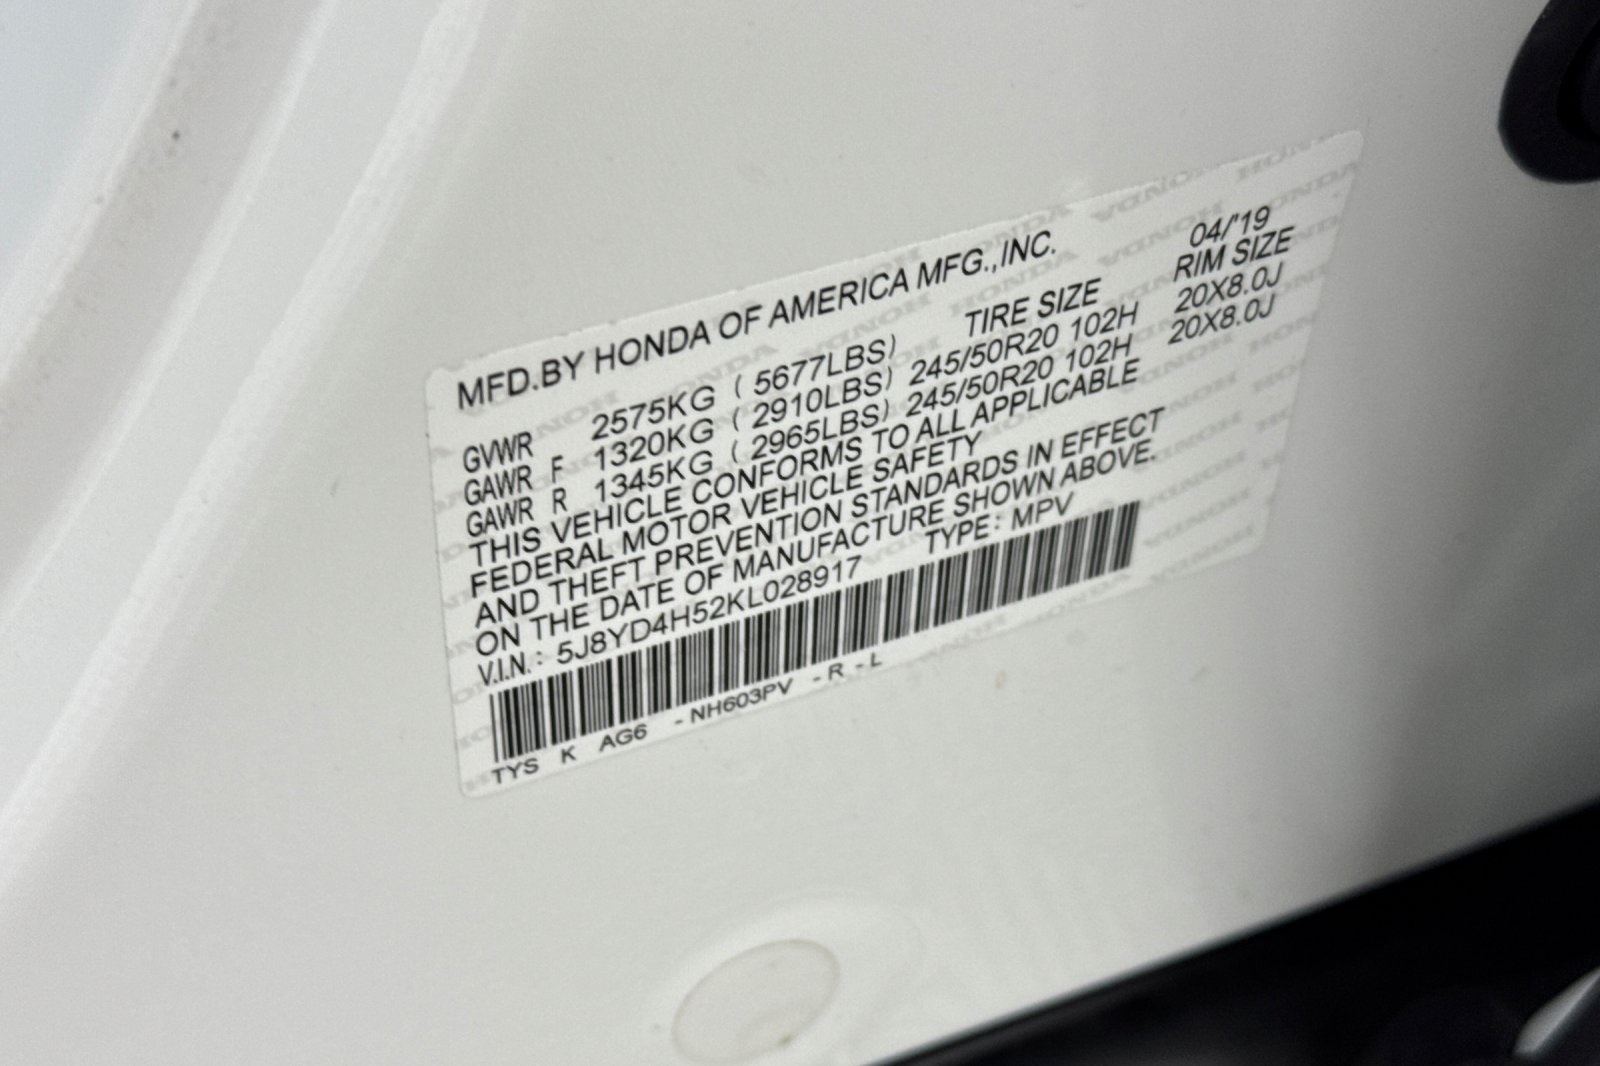 MFD.BY HONDA OF AMERICA MFG.,INC. 04/'19
GVWR 2575KG ( 5677LBS) TIRE SIZE RIM SIZE
GAWR F 1320KG ( 2910LBS) 245/50R20 102H 20X8.0J
GAWR R 1345KG ( 2965LBS) 245/50R20 102H 20X8.0J
THIS VEHICLE CONFORMS TO ALL APPLICABLE
FEDERAL MOTOR VEHICLE SAFETY
AND THEFT PREVENTION STANDARDS IN EFFECT
ON THE DATE OF MANUFACTURE SHOWN ABOVE.
V.I.N.: 5J8YD4H52KL028917 TYPE: MPV
TYS K AG6 -NH603PV -R-L